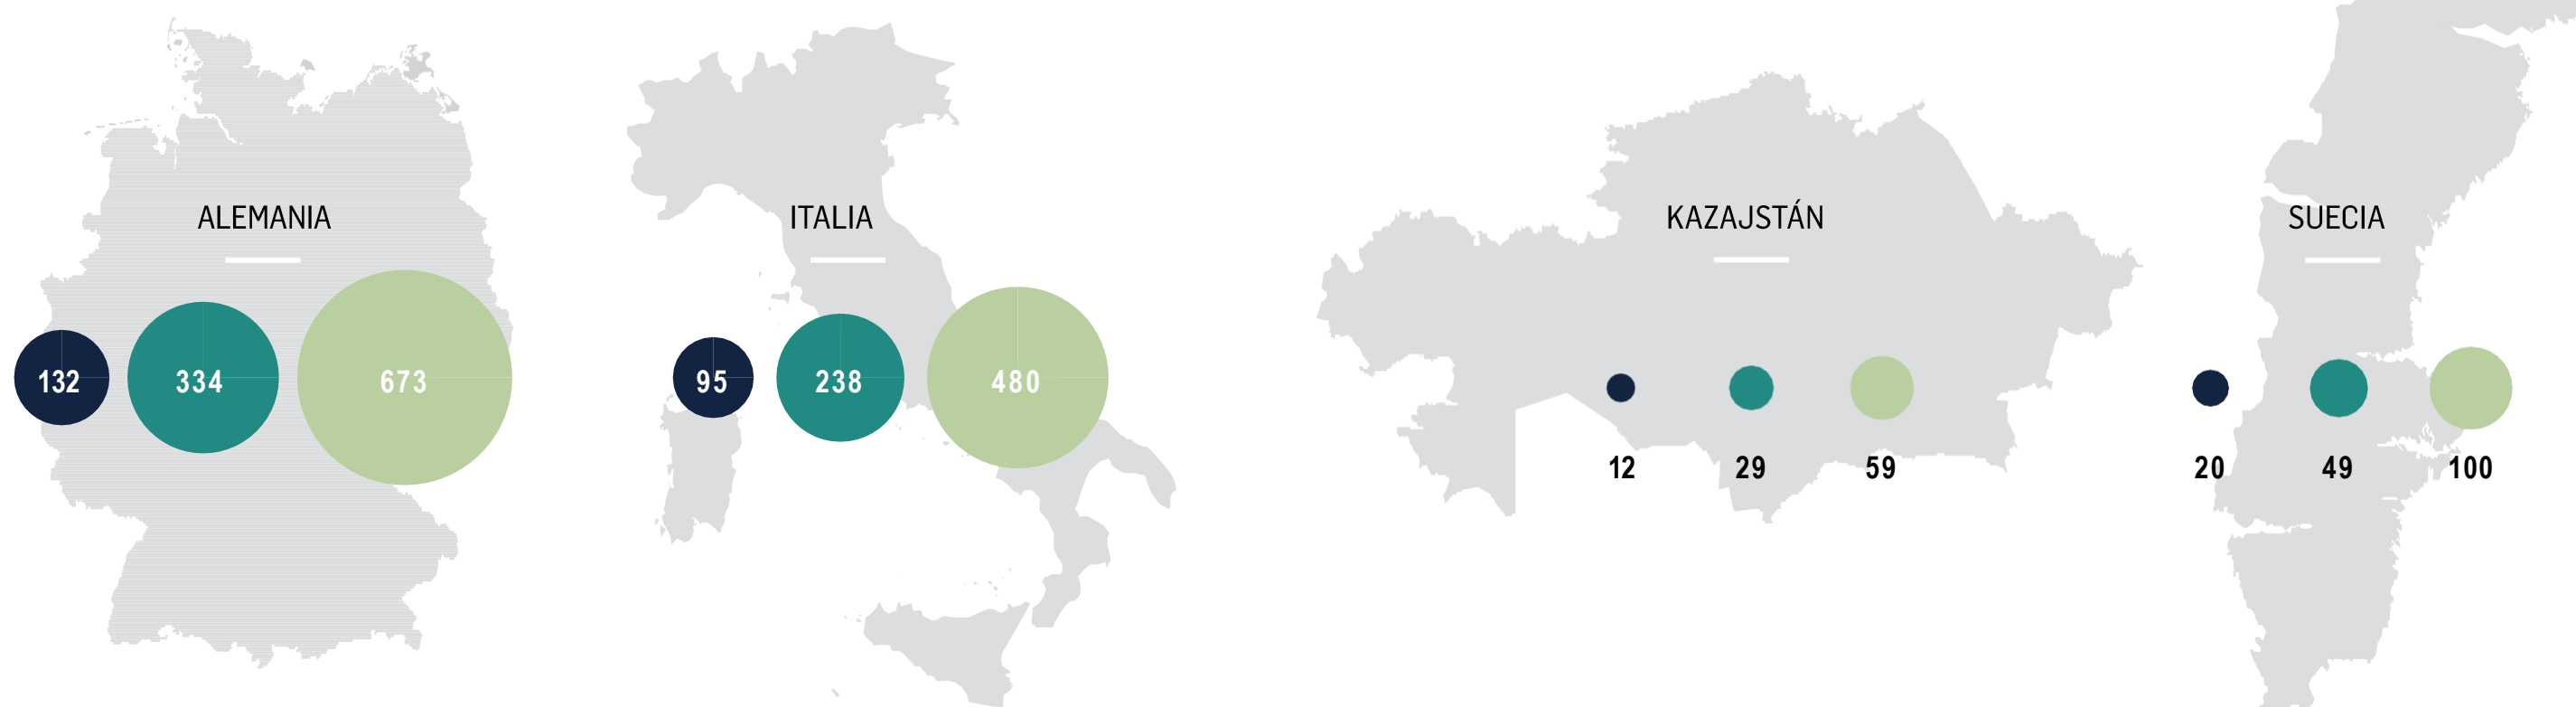 ALEMANIA
132 334 673
ITALIA
95 238 480
KAZAJSTÁN
12 29 59
SUECIA
20 49 100